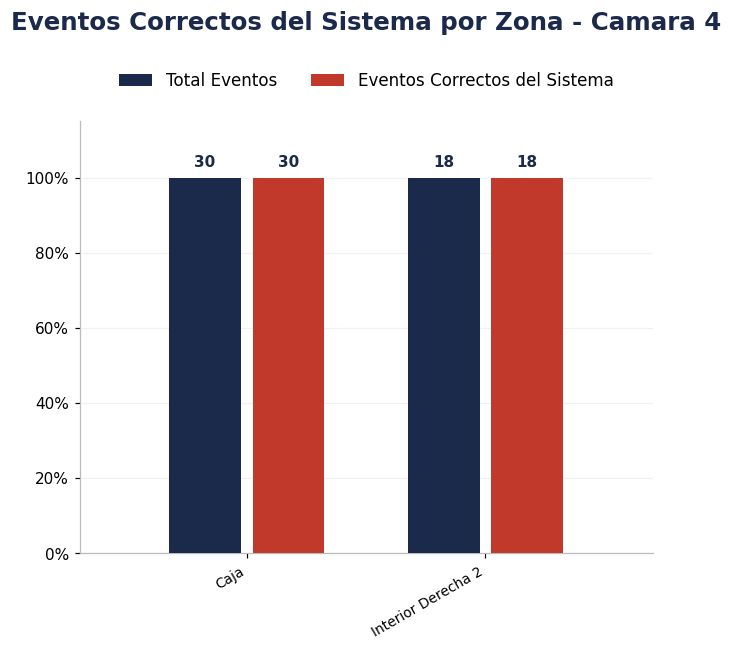 Eventos Correctos del Sistema por Zona - Camara 4
Total Eventos
Eventos Correctos del Sistema
30
30
18
18
100%
80%
60%
40%
20%
0%
Caja
Interior Derecha 2